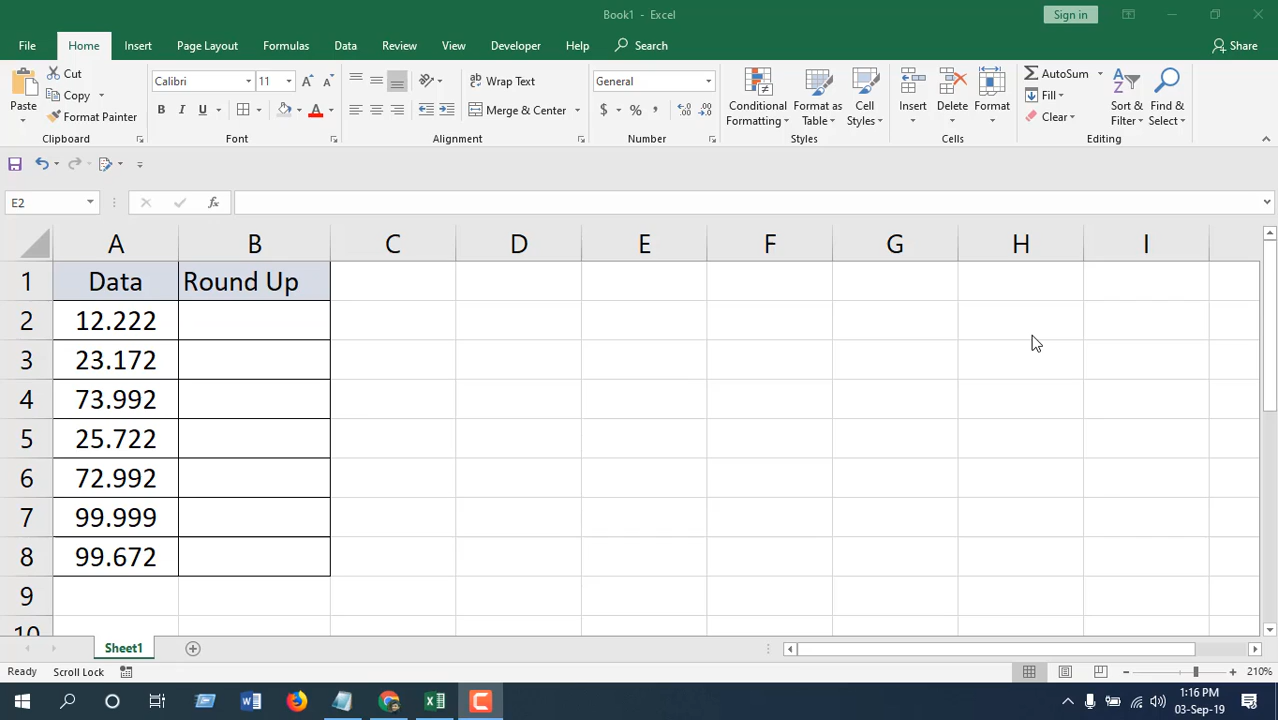 Book1 - Excel
Sign in
File Home Insert Page Layout Formulas Data Review View Developer Help Search Share
Cut
Copy
Format Painter
Paste
Clipboard
Calibri 11 A A
B I U A
Font
Wrap Text
Merge & Center
Alignment
General
$ % ,
Number
Conditional Formatting
Format as Table
Cell Styles
Styles
Insert Delete Format
Cells
AutoSum
Fill
Clear
Sort & Filter
Find & Select
Editing
E2 fx
A B C D E F G H I
1 Data Round Up
2 12.222
3 23.172
4 73.992
5 25.722
6 72.992
7 99.999
8 99.672
9
10
Sheet1
Ready Scroll Lock 210%
1:16 PM
03-Sep-19